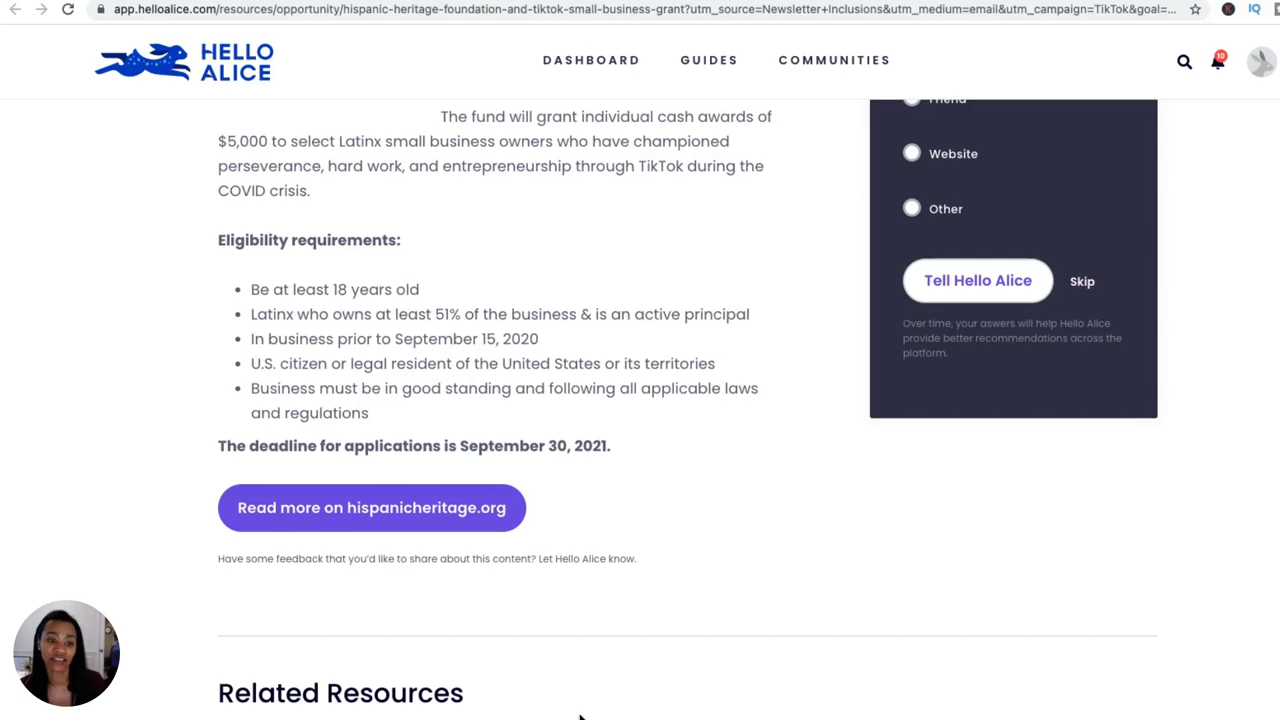 app.helloalice.com/resources/opportunity/hispanic-heritage-foundation-and-tiktok-small-business-grant?utm_source=Newsletter+Inclusions&utm_medium=email&utm_campaign=TikTok&goal=...
HELLO
ALICE
DASHBOARD GUIDES COMMUNITIES
10
Friend
The fund will grant individual cash awards of
$5,000 to select Latinx small business owners who have championed
perseverance, hard work, and entrepreneurship through TikTok during the
COVID crisis.
Website
Other
Eligibility requirements:
• Be at least 18 years old
• Latinx who owns at least 51% of the business & is an active principal
• In business prior to September 15, 2020
• U.S. citizen or legal resident of the United States or its territories
• Business must be in good standing and following all applicable laws
and regulations
The deadline for applications is September 30, 2021.
Tell Hello Alice Skip
Over time, your aswers will help Hello Alice
provide better recommendations across the
platform.
Read more on hispanicheritage.org
Have some feedback that you'd like to share about this content? Let Hello Alice know.
Related Resources